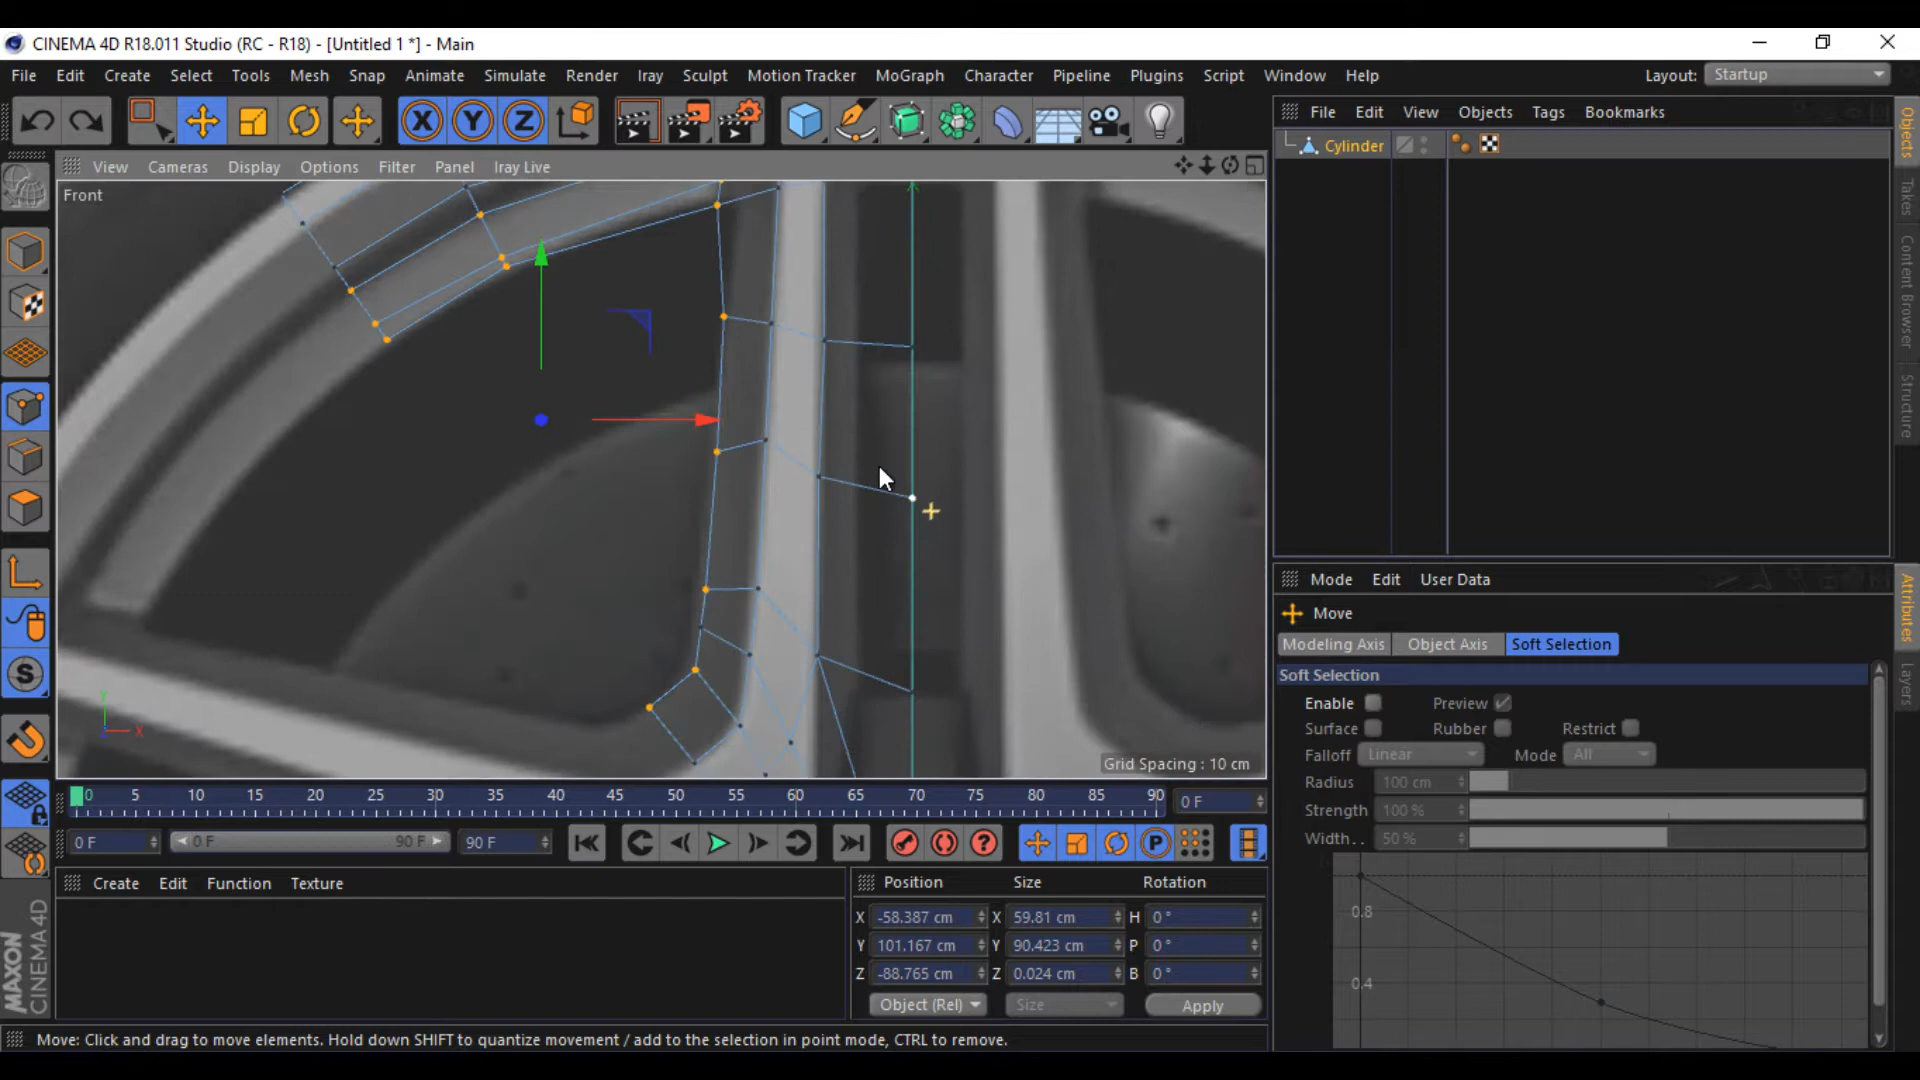 CINEMA 4D R18.011 Studio (RC - R18) - [Untitled 1 *] - Main
File Edit Create Select Tools Mesh Snap Animate Simulate Render Iray Sculpt Motion Tracker MoGraph Character Pipeline Plugins Script Window Help Layout: Startup
File Edit View Objects Tags Bookmarks
Cylinder
View Cameras Display Options Filter Panel Iray Live
Front
Objects
Takes
Content Browser
Structure
Mode Edit User Data
Move
Modeling Axis Object Axis Soft Selection
Soft Selection
Enable Preview
Surface Rubber Restrict
Falloff Linear Mode All
Radius 100 cm
Strength 100 %
Width.. 50 %
0.8
0.4
Attributes
Layers
Y
X
Z
Grid Spacing : 10 cm
0 5 10 15 20 25 30 35 40 45 50 55 60 65 70 75 80 85 90 0 F
0 F 0 F 90 F 90 F
Create Edit Function Texture
Position Size Rotation
X -58.387 cm X 59.81 cm H 0 °
Y 101.167 cm Y 90.423 cm P 0 °
Z -88.765 cm Z 0.024 cm B 0 °
Object (Rel) Size Apply
MAXON
CINEMA 4D
Move: Click and drag to move elements. Hold down SHIFT to quantize movement / add to the selection in point mode, CTRL to remove.